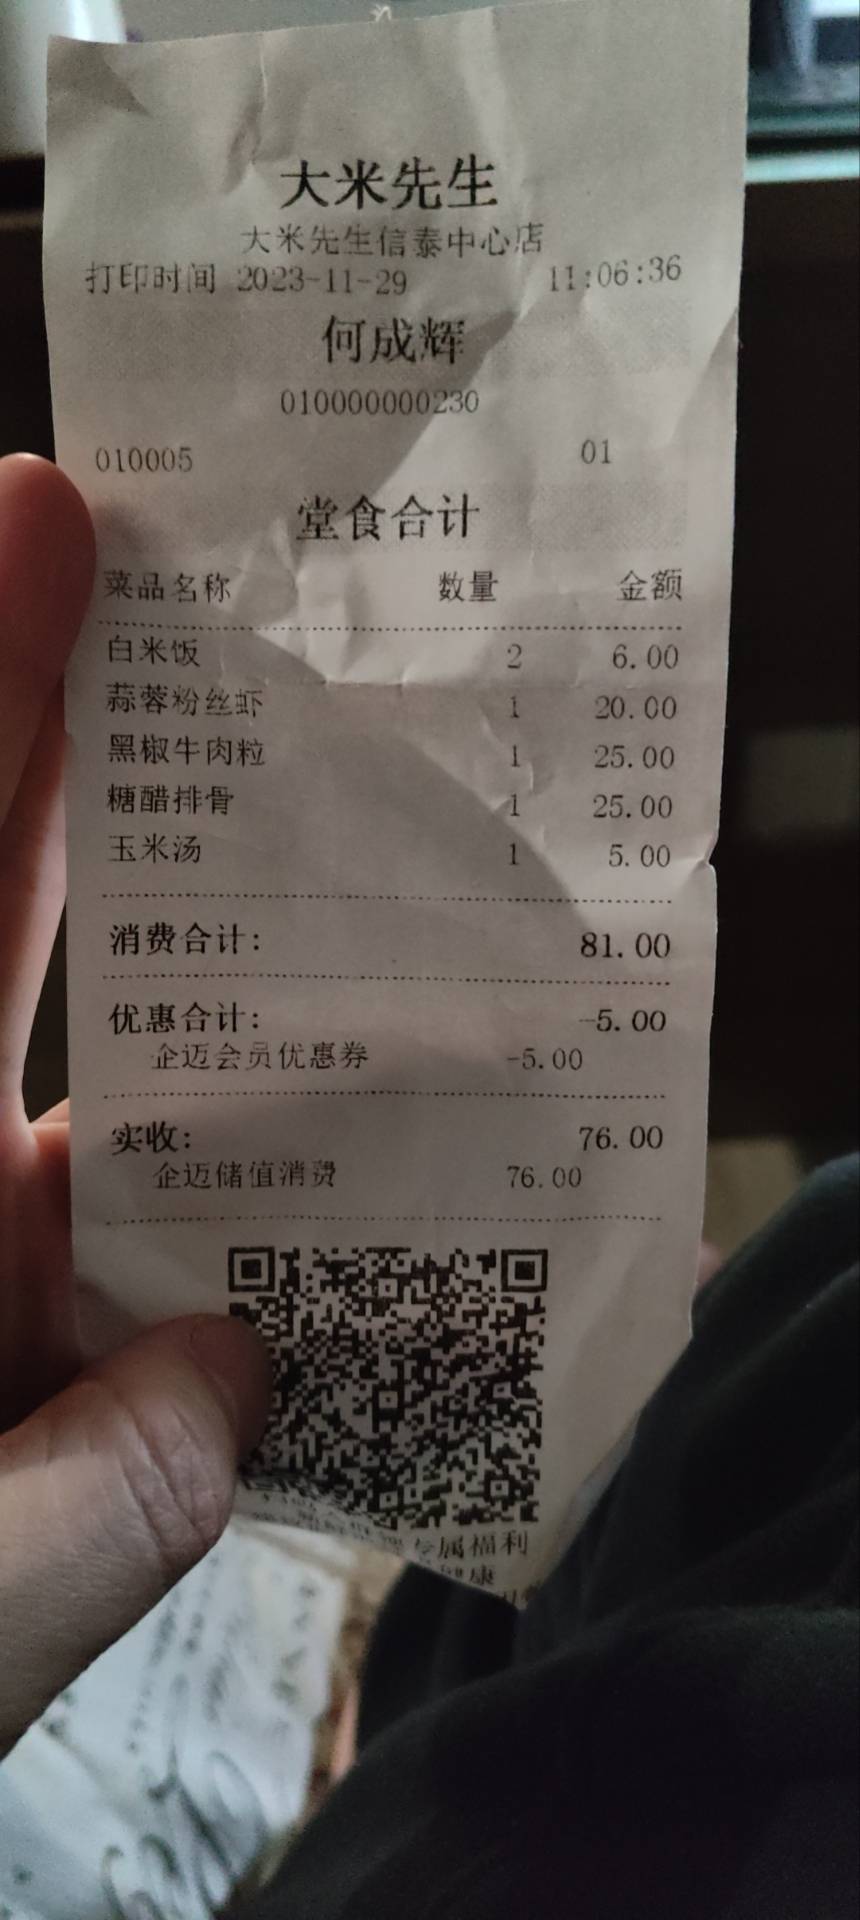 大米先生
大米先生信泰中心店
打印时间 2023-11-29 11:06:36
何成辉
010000000230
010005 01
堂食合计
菜品名称 数量 金额
白米饭 2 6.00
蒜蓉粉丝虾 1 20.00
黑椒牛肉粒 1 25.00
糖醋排骨 1 25.00
玉米汤 1 5.00
消费合计: 81.00
优惠合计: -5.00
企迈会员优惠券 -5.00
实收: 76.00
企迈储值消费 76.00
专属福利
康